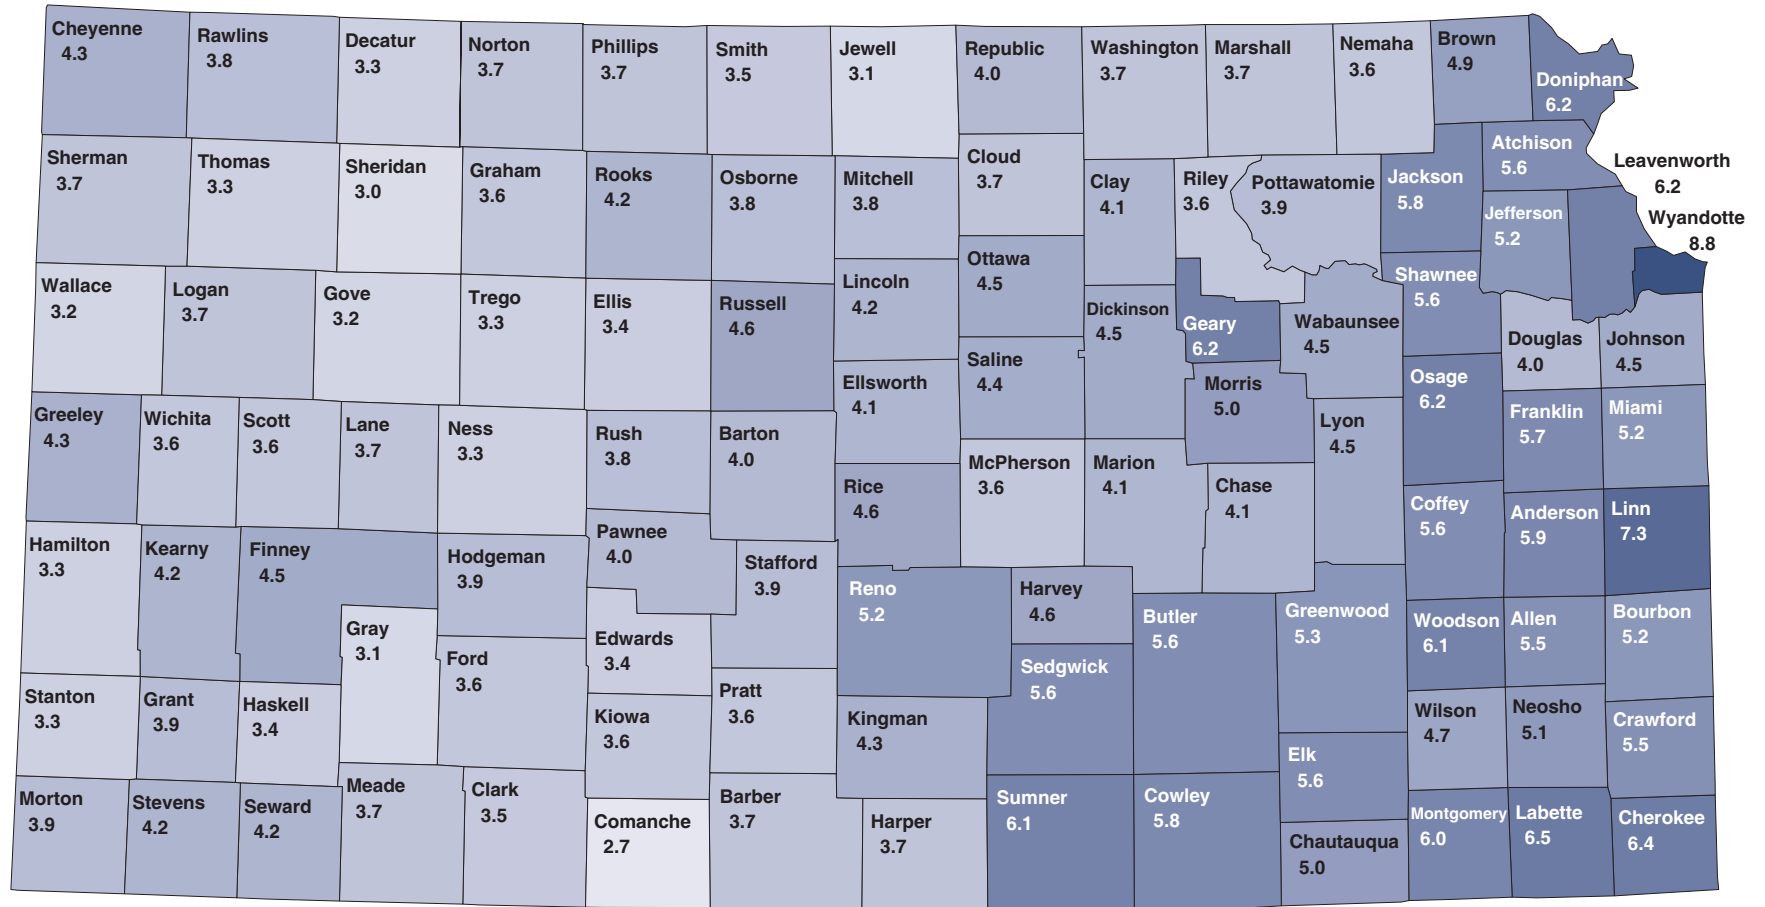 Cheyenne
4.3
Rawlins
3.8
Decatur
3.3
Norton
3.7
Phillips
3.7
Smith
3.5
Jewell
3.1
Republic
4.0
Washington
3.7
Marshall
3.7
Nemaha
3.6
Brown
4.9
Doniphan
6.2
Sherman
3.7
Thomas
3.3
Sheridan
3.0
Graham
3.6
Rooks
4.2
Osborne
3.8
Mitchell
3.8
Cloud
3.7
Clay
4.1
Riley
3.6
Pottawatomie
3.9
Jackson
5.8
Atchison
5.6
Jefferson
5.2
Leavenworth
6.2
Wyandotte
8.8
Wallace
3.2
Logan
3.7
Gove
3.2
Trego
3.3
Ellis
3.4
Russell
4.6
Lincoln
4.2
Ottawa
4.5
Dickinson
4.5
Geary
6.2
Wabaunsee
4.5
Shawnee
5.6
Douglas
4.0
Johnson
4.5
Ellsworth
4.1
Saline
4.4
Morris
5.0
Osage
6.2
Franklin
5.7
Miami
5.2
Greeley
4.3
Wichita
3.6
Scott
3.6
Lane
3.7
Ness
3.3
Rush
3.8
Barton
4.0
Rice
4.6
McPherson
3.6
Marion
4.1
Chase
4.1
Lyon
4.5
Coffey
5.6
Anderson
5.9
Linn
7.3
Hamilton
3.3
Kearny
4.2
Finney
4.5
Hodgeman
3.9
Pawnee
4.0
Stafford
3.9
Reno
5.2
Harvey
4.6
Butler
5.6
Greenwood
5.3
Woodson
6.1
Allen
5.5
Bourbon
5.2
Gray
3.1
Ford
3.6
Edwards
3.4
Sedgwick
5.6
Stanton
3.3
Grant
3.9
Haskell
3.4
Kiowa
3.6
Pratt
3.6
Kingman
4.3
Wilson
4.7
Neosho
5.1
Crawford
5.5
Elk
5.6
Morton
3.9
Stevens
4.2
Seward
4.2
Meade
3.7
Clark
3.5
Comanche
2.7
Barber
3.7
Harper
3.7
Sumner
6.1
Cowley
5.8
Chautauqua
5.0
Montgomery
6.0
Labette
6.5
Cherokee
6.4